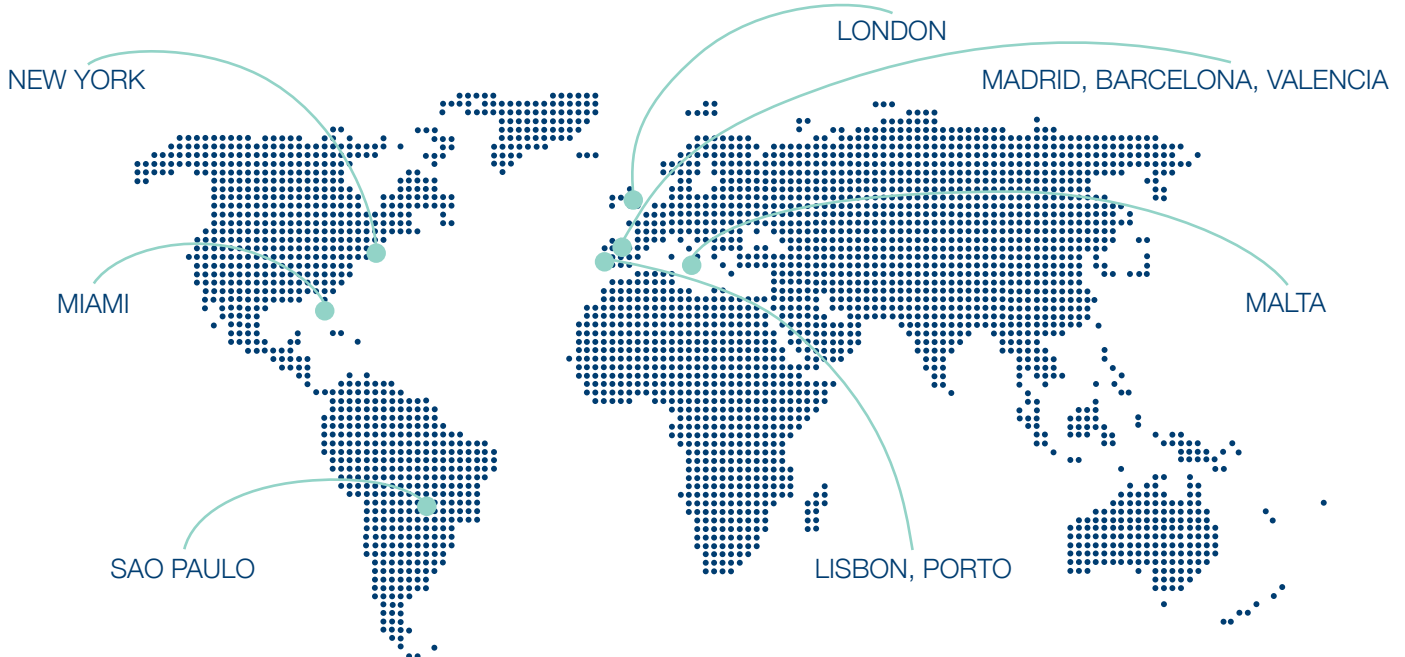 LONDON
NEW YORK
MADRID, BARCELONA, VALENCIA
MIAMI
MALTA
SAO PAULO
LISBON, PORTO